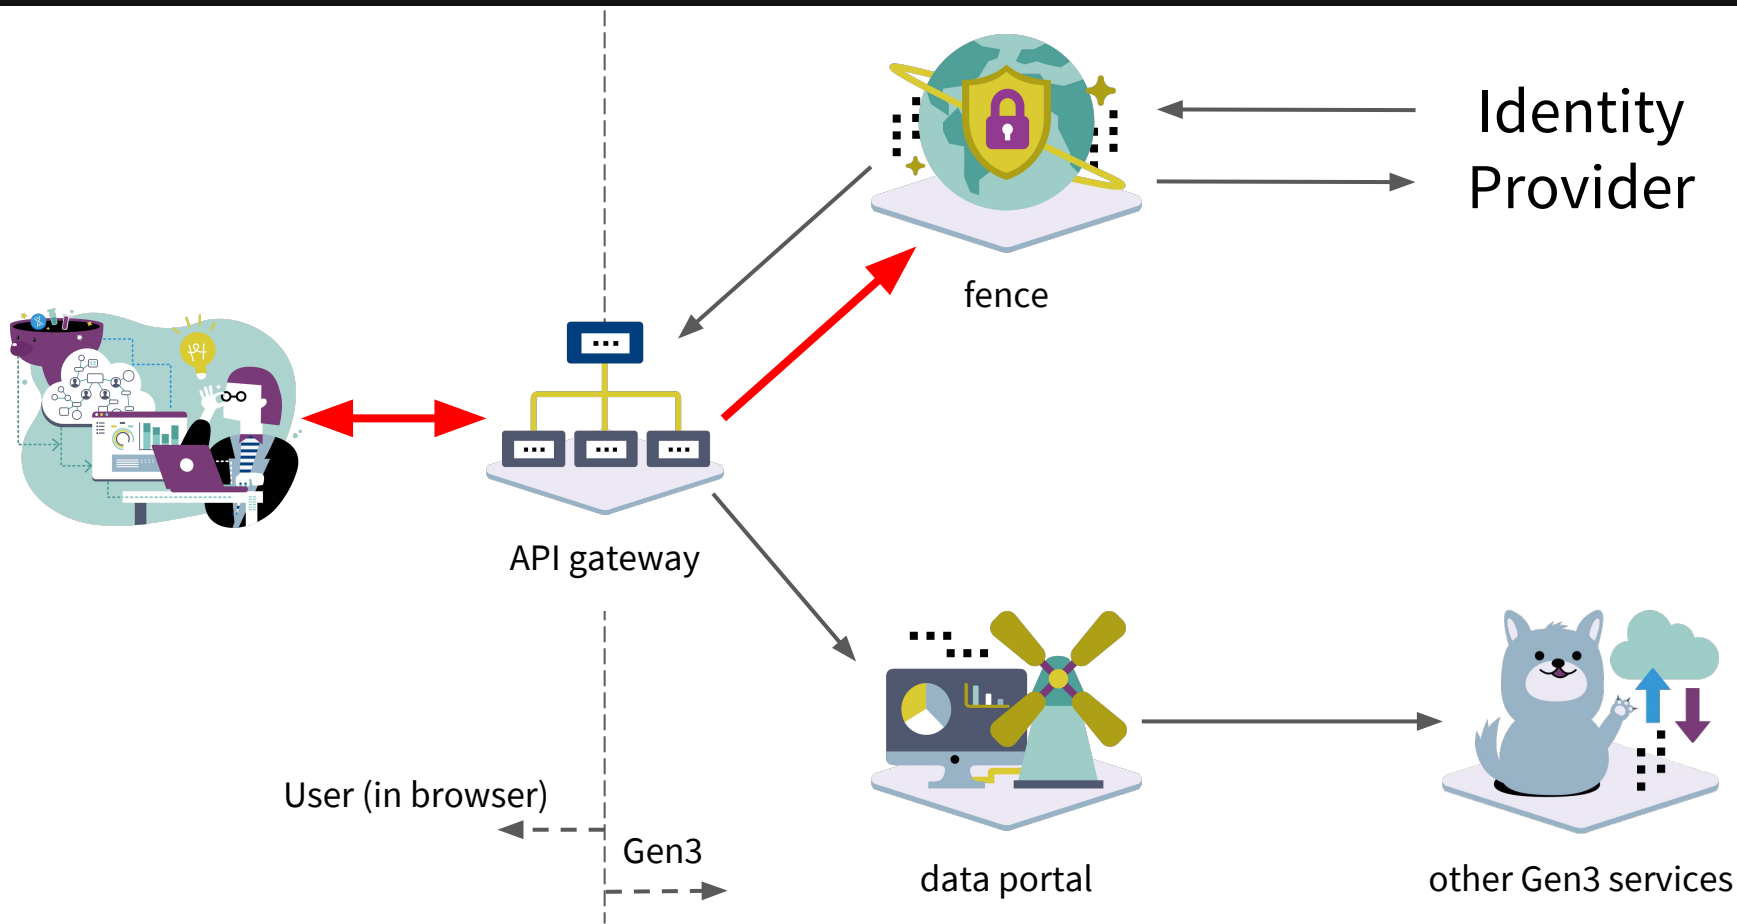 Identity
Provider
fence
API gateway
User (in browser)
Gen3
data portal
other Gen3 services